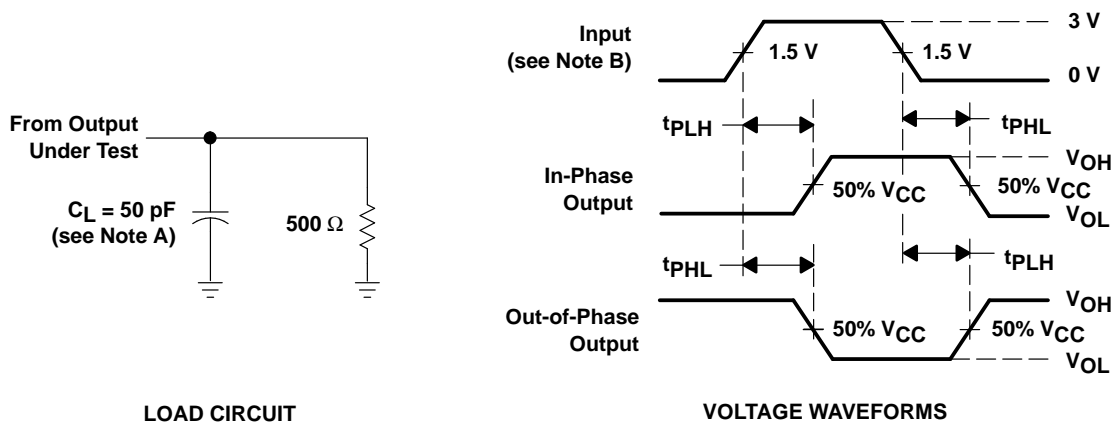 From Output
Under Test
CL = 50 pF
(see Note A)
500 Ω
LOAD CIRCUIT
Input
(see Note B)
1.5 V
1.5 V
3 V
0 V
tPLH
tPHL
In-Phase
Output
50% VCC
50% VCC
VOH
VOL
tPHL
tPLH
Out-of-Phase
Output
50% VCC
50% VCC
VOH
VOL
VOLTAGE WAVEFORMS